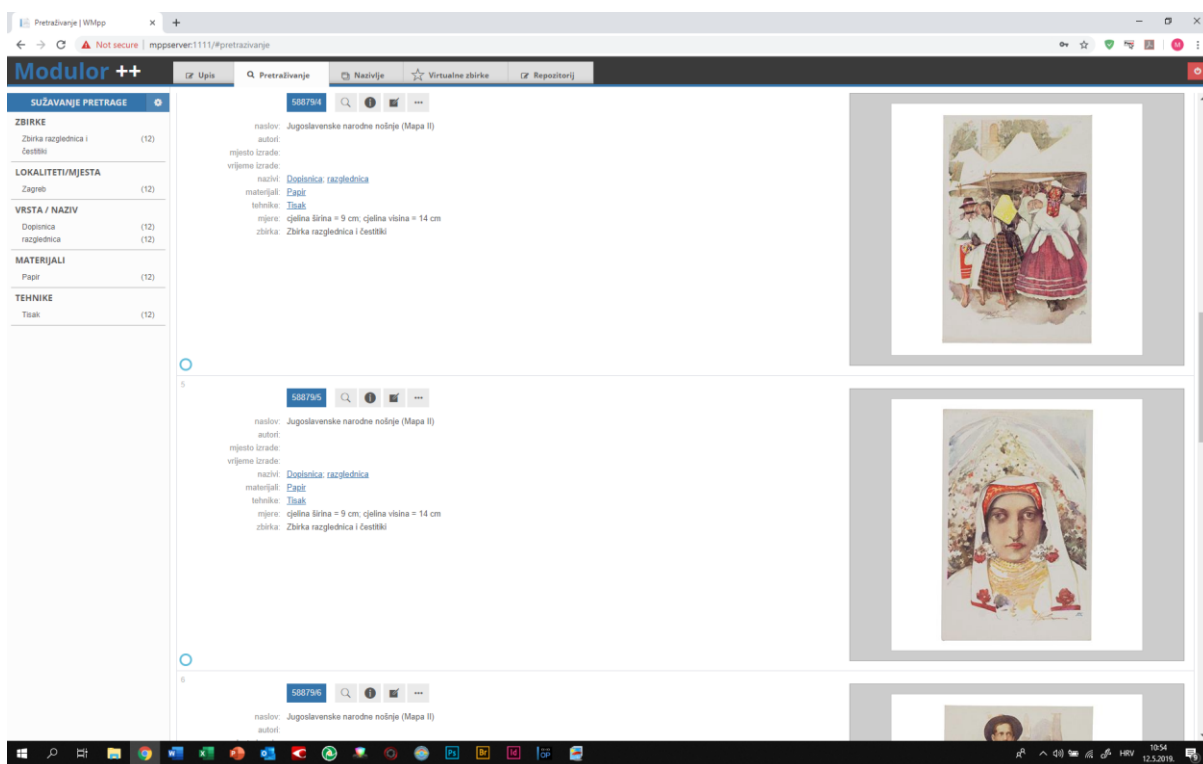 Pretraživanje | WMpp
Not secure | mppserver:1111/#pretrazivanje
Modulor ++
Upis
Pretraživanje
Nazivlje
Virtualne zbirke
Repozitorij
SUŽAVANJE PRETRAGE
ZBIRKE
Zbirka razglednica i čestitiki (12)
LOKALITETI/MJESTA
Zagreb (12)
VRSTA / NAZIV
Dopisnica (12)
razglednica (12)
MATERIJALI
Papir (12)
TEHNIKE
Tisak (12)
58879/4
naslov: Jugoslavenske narodne nošnje (Mapa II)
autori:
mjesto izrade:
vrijeme izrade:
nazivi: Dopisnica; razglednica
materijali: Papir
tehnike: Tisak
mjere: cjelina širina = 9 cm; cjelina visina = 14 cm
zbirka: Zbirka razglednica i čestitiki
5
58879/5
naslov: Jugoslavenske narodne nošnje (Mapa II)
autori:
mjesto izrade:
vrijeme izrade:
nazivi: Dopisnica; razglednica
materijali: Papir
tehnike: Tisak
mjere: cjelina širina = 9 cm; cjelina visina = 14 cm
zbirka: Zbirka razglednica i čestitiki
6
58879/6
naslov: Jugoslavenske narodne nošnje (Mapa II)
autori:
HRV
10:54
12.5.2019.